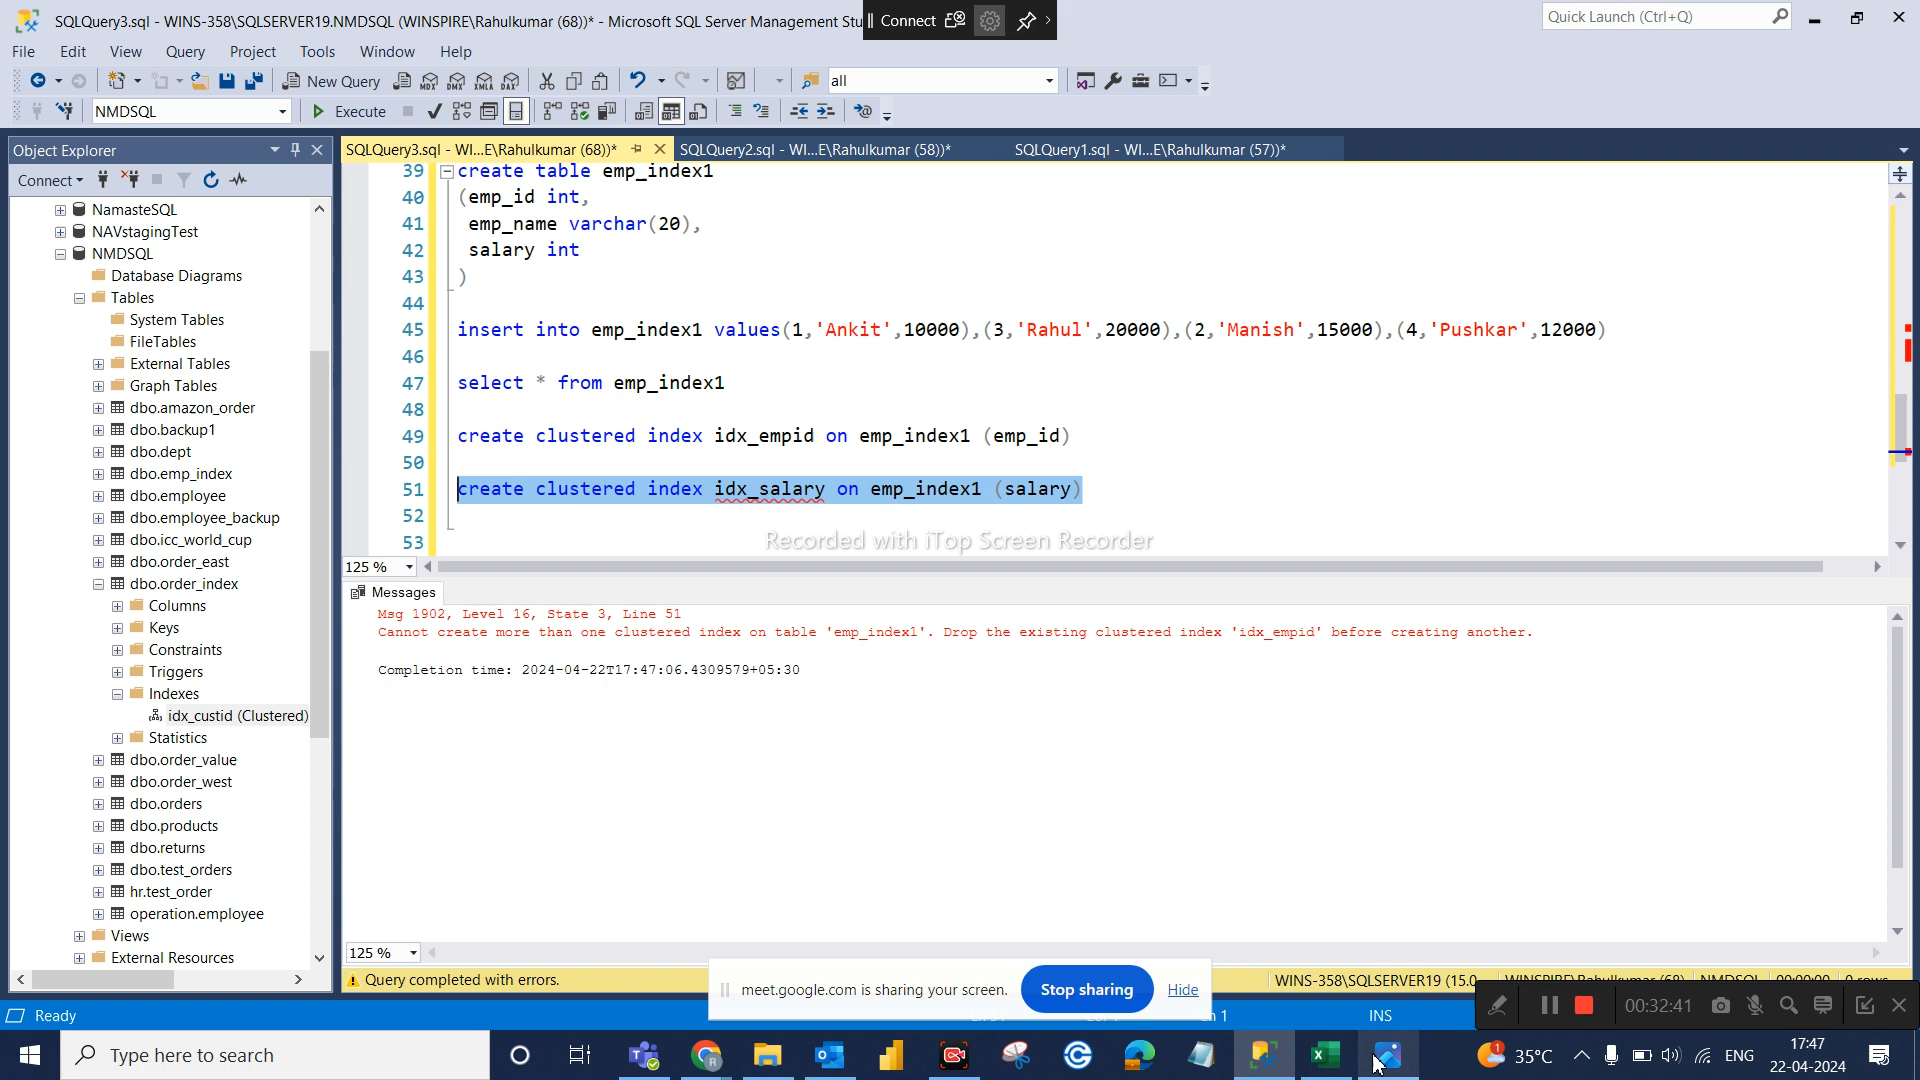 SQLQuery3.sql - WINS-358\SQLSERVER19.NMDSQL (WINSPIRE\Rahulkumar (68))* - Microsoft SQL Server Management Stu
Connect
Quick Launch (Ctrl+Q)
File Edit View Query Project Tools Window Help
New Query
MDX DMX XMLA DAX
all
NMDSQL
Execute
Object Explorer
SQLQuery3.sql - WI...E\Rahulkumar (68))*
SQLQuery2.sql - WI...E\Rahulkumar (58))*
SQLQuery1.sql - WI...E\Rahulkumar (57))*
Connect
NamasteSQL
NAVstagingTest
NMDSQL
Database Diagrams
Tables
System Tables
FileTables
External Tables
Graph Tables
dbo.amazon_order
dbo.backup1
dbo.dept
dbo.emp_index
dbo.employee
dbo.employee_backup
dbo.icc_world_cup
dbo.order_east
dbo.order_index
Columns
Keys
Constraints
Triggers
Indexes
idx_custid (Clustered)
Statistics
dbo.order_value
dbo.order_west
dbo.orders
dbo.products
dbo.returns
dbo.test_orders
hr.test_order
operation.employee
Views
External Resources
39 create table emp_index1
40 (emp_id int,
41 emp_name varchar(20),
42 salary int
43 )
44
45 insert into emp_index1 values(1,'Ankit',10000),(3,'Rahul',20000),(2,'Manish',15000),(4,'Pushkar',12000)
46
47 select * from emp_index1
48
49 create clustered index idx_empid on emp_index1 (emp_id)
50
51 create clustered index idx_salary on emp_index1 (salary)
52
53
Recorded with iTop Screen Recorder
125 %
Messages
Msg 1902, Level 16, State 3, Line 51
Cannot create more than one clustered index on table 'emp_index1'. Drop the existing clustered index 'idx_empid' before creating another.
Completion time: 2024-04-22T17:47:06.4309579+05:30
125 %
Query completed with errors.
WINS-358\SQLSERVER19 (15.0
meet.google.com is sharing your screen.
Stop sharing
Hide
Ready
INS
00:32:41
Type here to search
35°C
ENG
17:47
22-04-2024